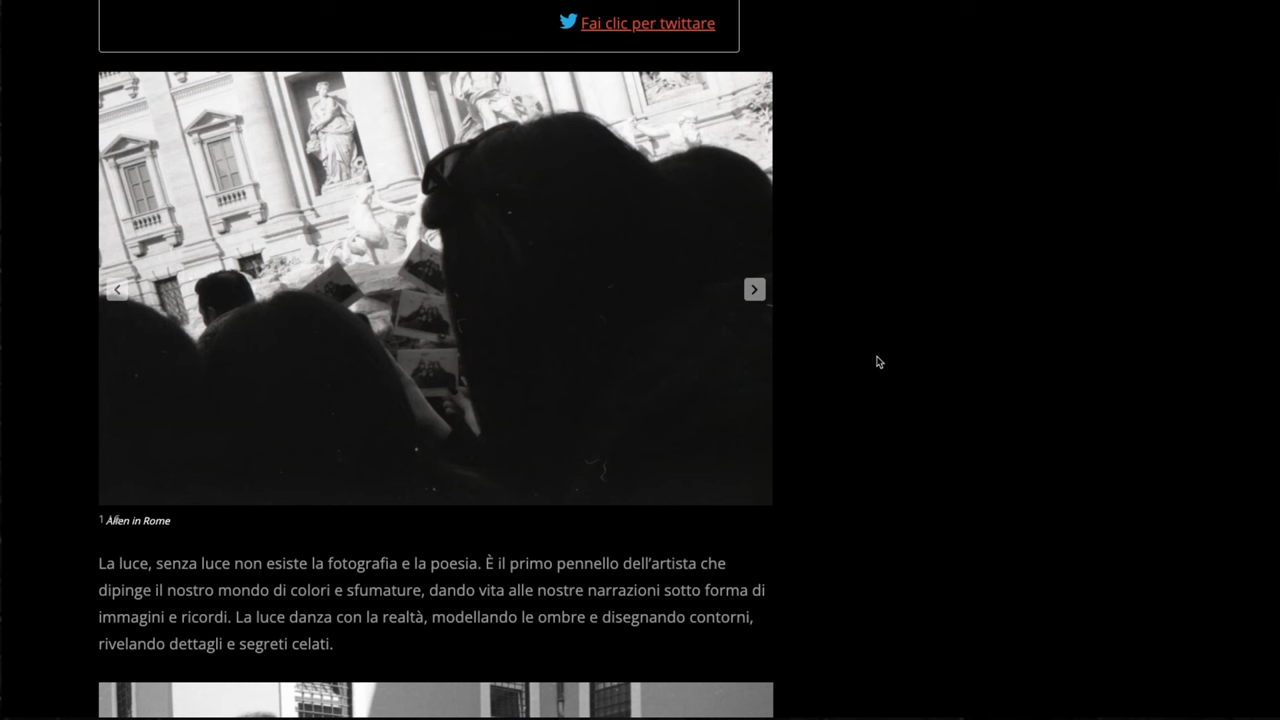 Fai clic per twittare
Alien in Rome
La luce, senza luce non esiste la fotografia e la poesia. È il primo pennello dell’artista che
dipinge il nostro mondo di colori e sfumature, dando vita alle nostre narrazioni sotto forma di
immagini e ricordi. La luce danza con la realtà, modellando le ombre e disegnando contorni,
rivelando dettagli e segreti celati.